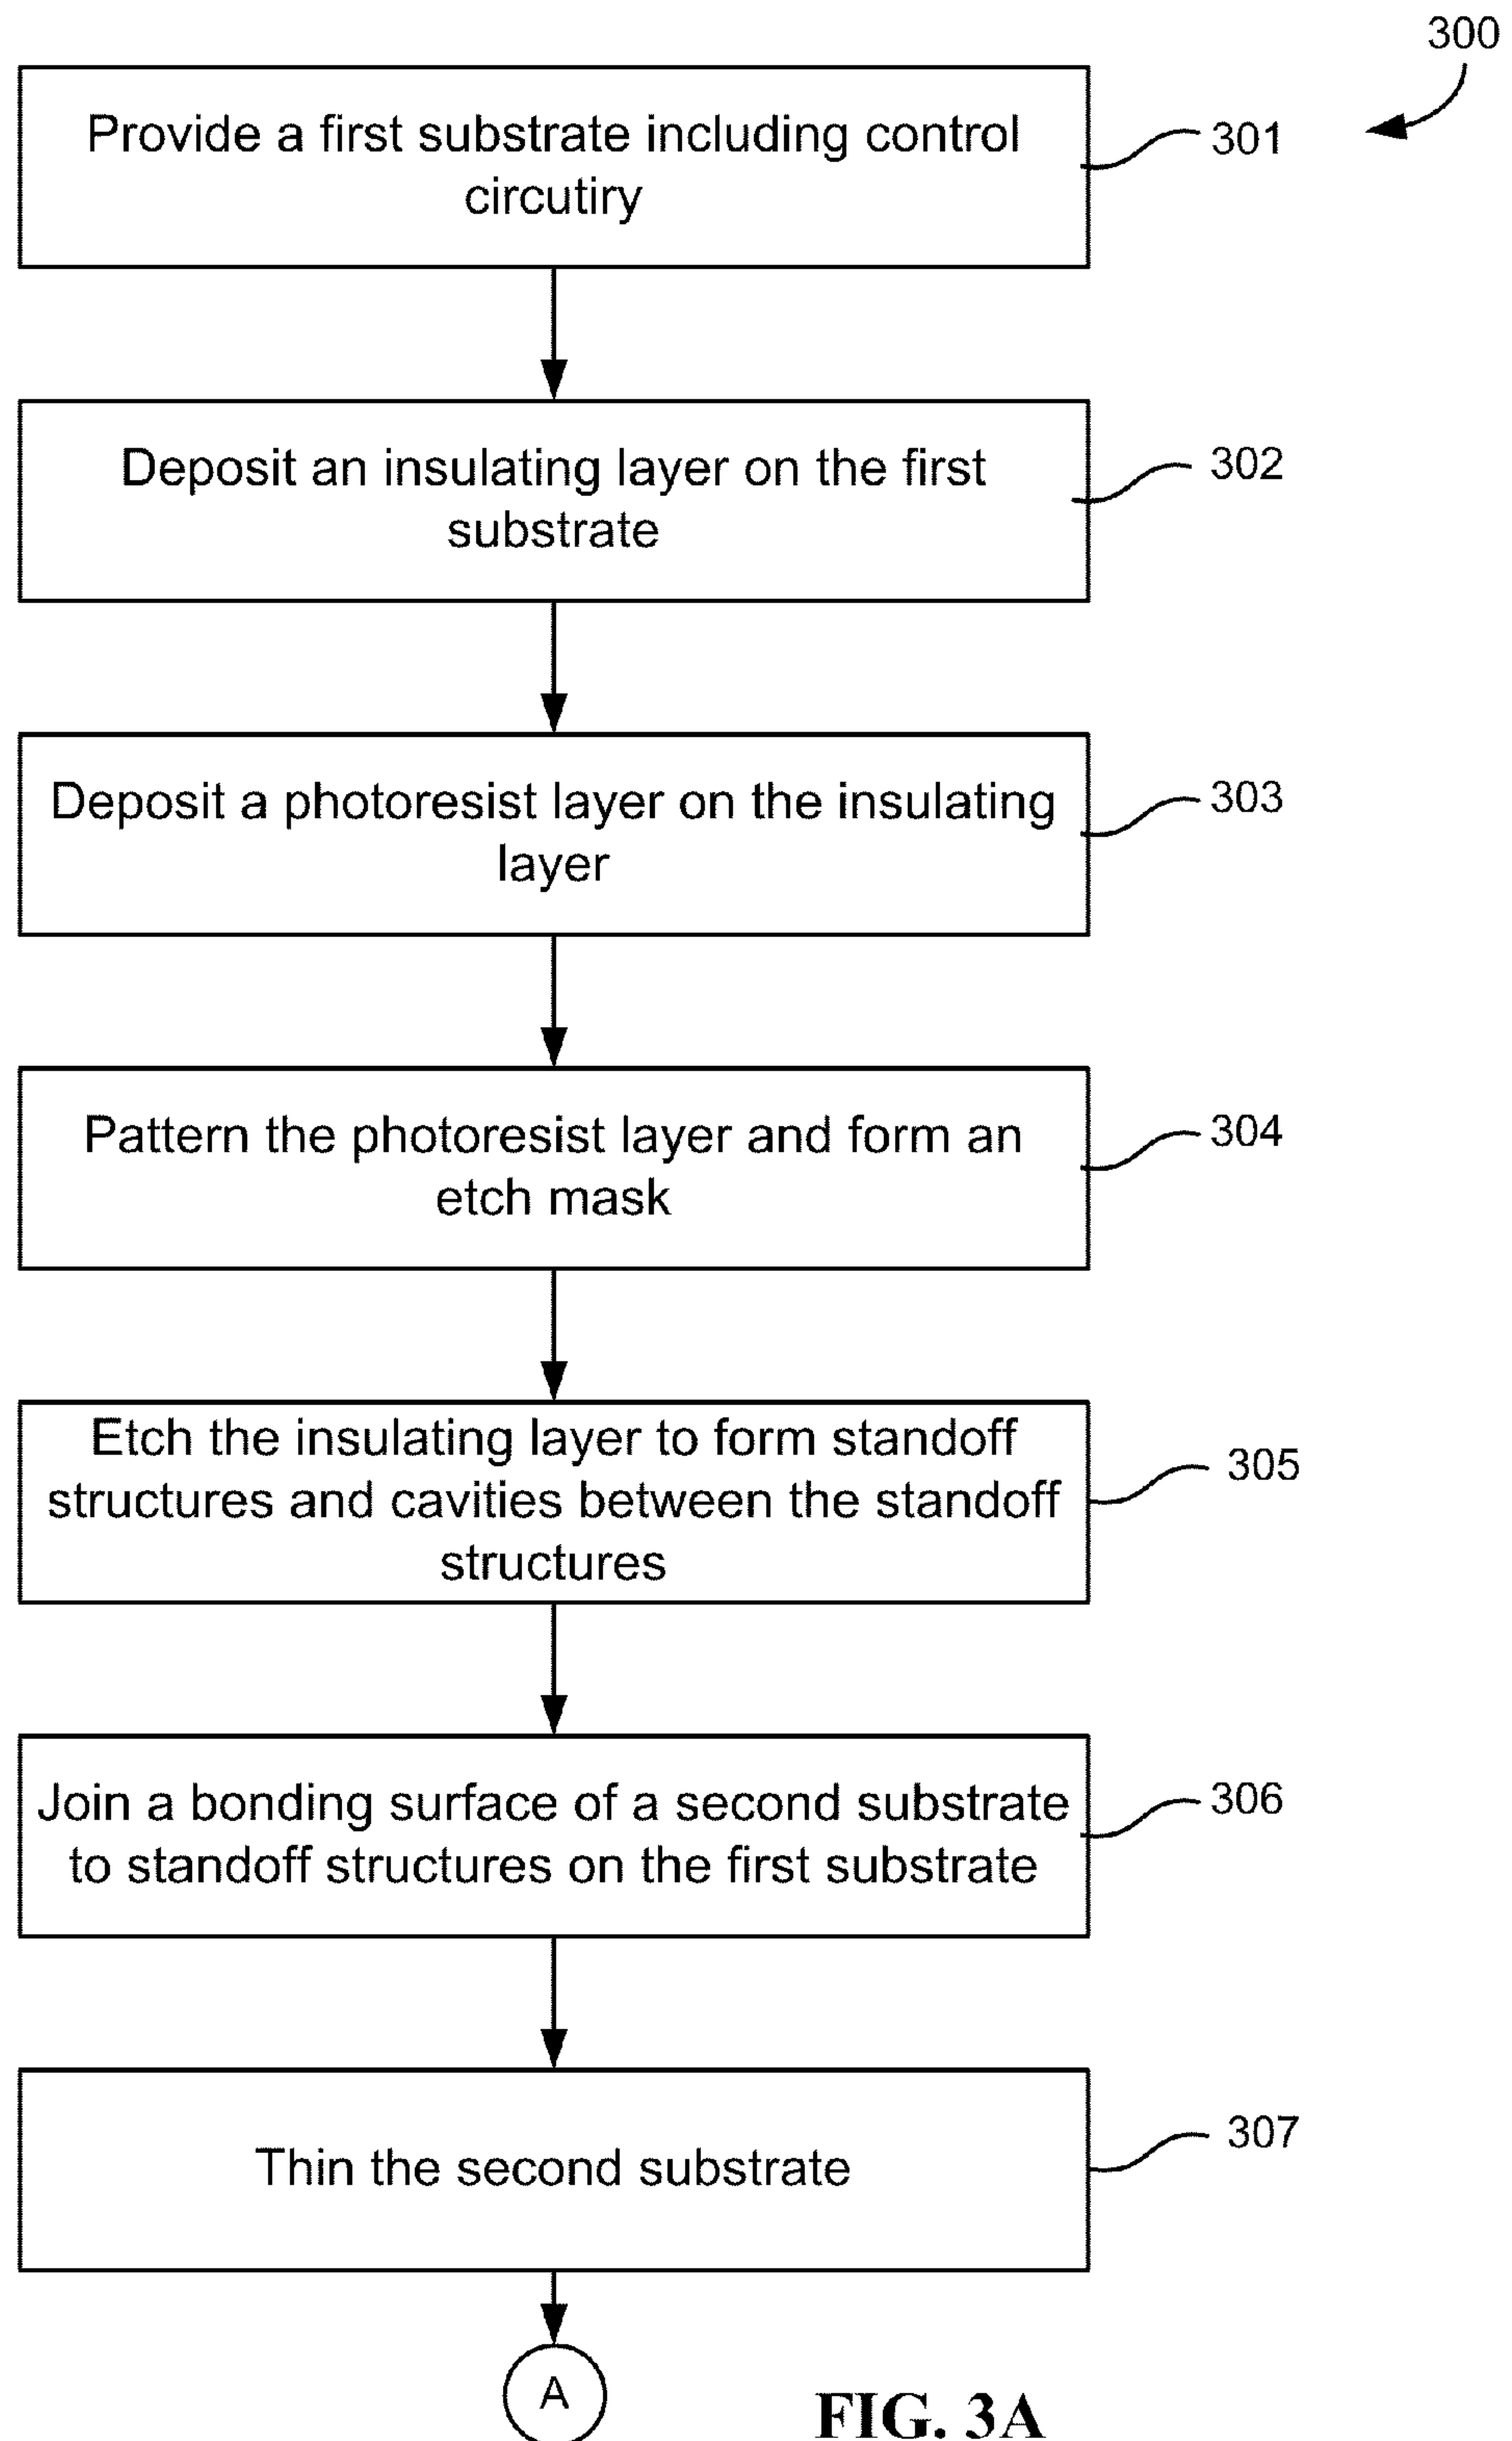 300
Provide a first substrate including control
circutiry
301
Deposit an insulating layer on the first
substrate
302
Deposit a photoresist layer on the insulating
layer
303
Pattern the photoresist layer and form an
etch mask
304
Etch the insulating layer to form standoff
structures and cavities between the standoff
structures
305
Join a bonding surface of a second substrate
to standoff structures on the first substrate
306
Thin the second substrate
307
A
FIG. 3A